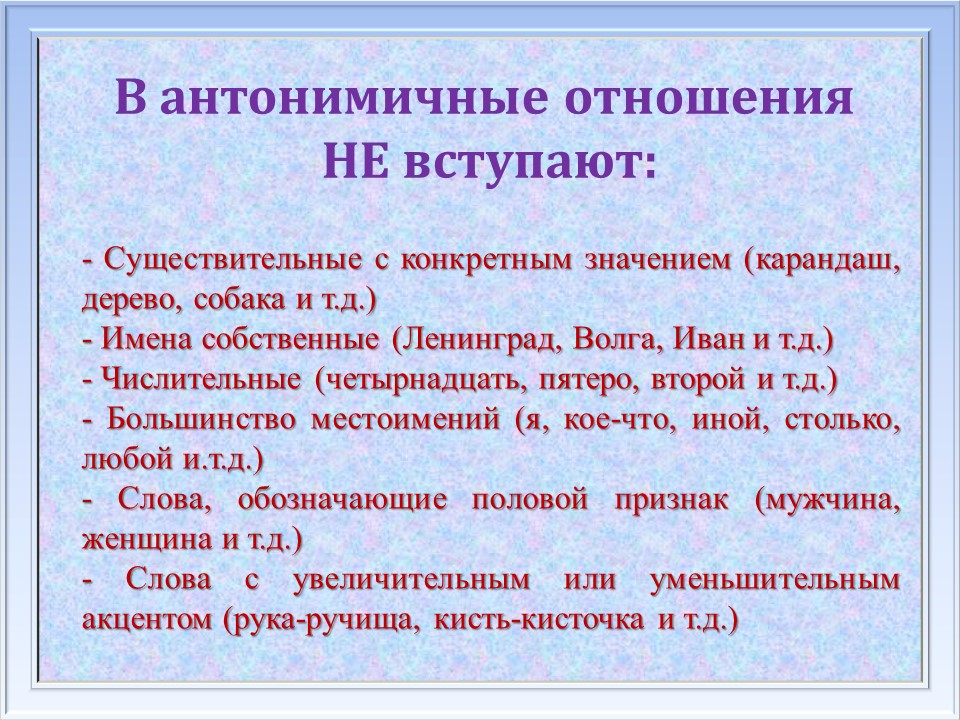 В антонимичные отношения
НЕ вступают:
- Существительные с конкретным значением (карандаш,
дерево, собака и т.д.)
- Имена собственные (Ленинград, Волга, Иван и т.д.)
- Числительные (четырнадцать, пятеро, второй и т.д.)
- Большинство местоимений (я, кое-что, иной, столько,
любой и.т.д.)
- Слова, обозначающие половой признак (мужчина,
женщина и т.д.)
- Слова с увеличительным или уменьшительным
акцентом (рука-ручища, кисть-кисточка и т.д.)